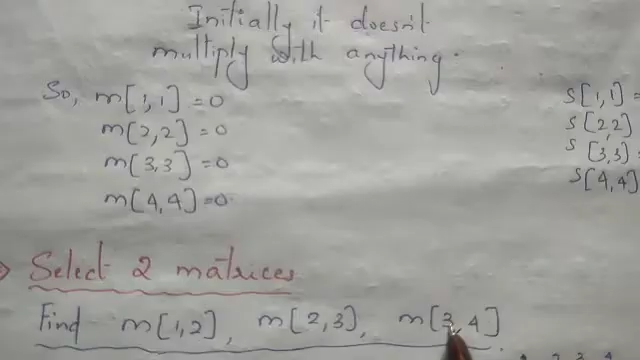 Initially it doesn't
multiply with anything.
So, m[1,1] = 0
m[2,2] = 0
m[3,3] = 0
m[4,4] = 0
S[1,1] =
S[2,2]
S[3,3]
S[4,4]
Select 2 matrices
Find m[1,2], m[2,3], m[3,4]